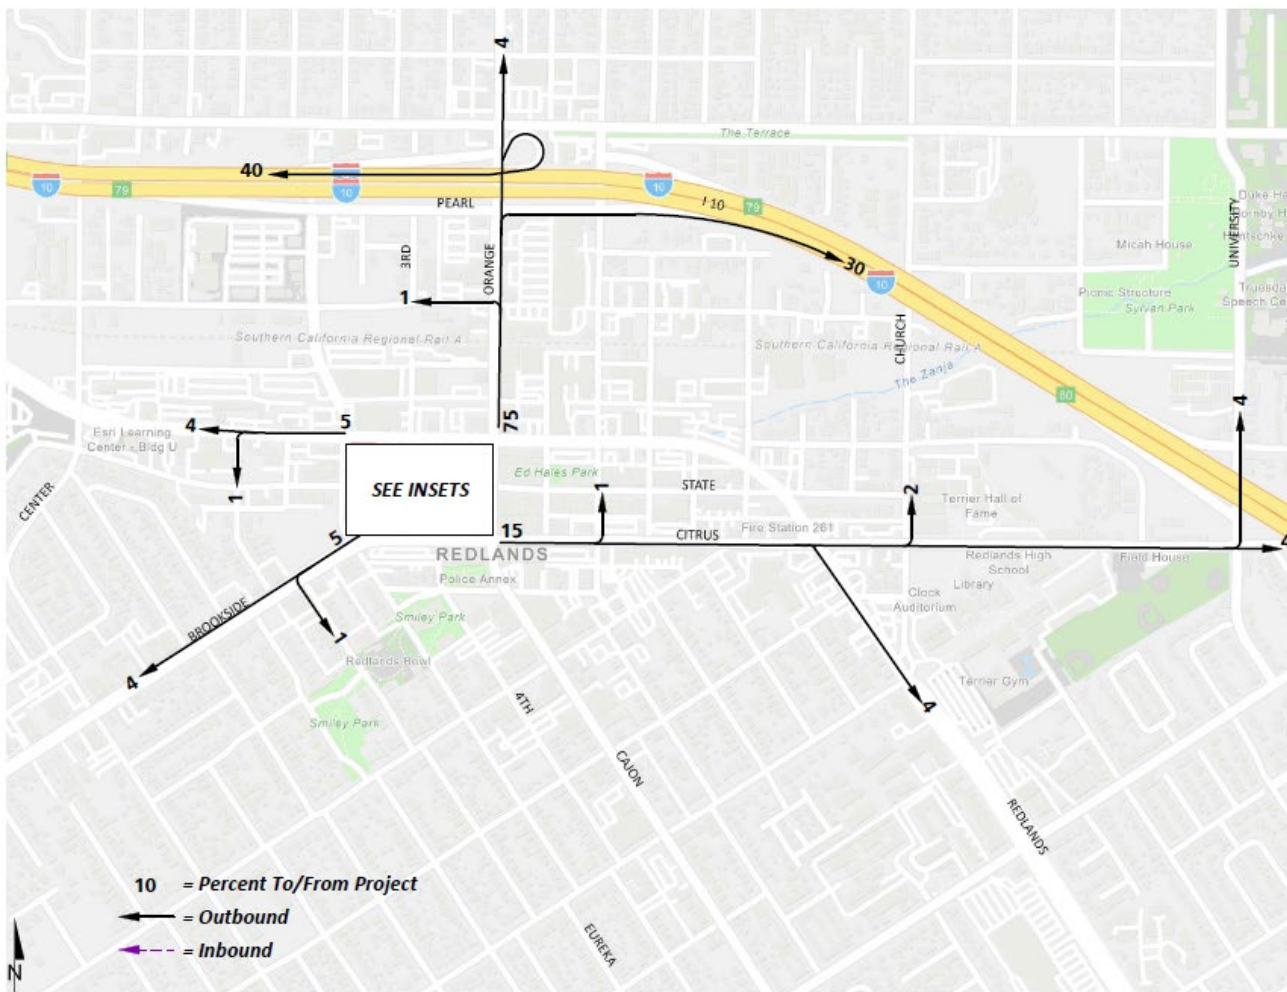 4
The Terrace
40
10
10
10
79
PEARL
10
I 10
79
Micah House
UNIVERSITY
3RD
ORANGE
30
10
1
Picnic Structure
Sylvan Park
Speech
Southern California Regional Rail A
Southern California Regional Rail A
CHURCH
The Zanja
80
4
5
75
4
Esri Learning
Center - Bldg U
CENTER
1
SEE INSETS
Ed Hales Park
1
STATE
2
Terrier Hall of
Fame
5
15
CITRUS
Fire Station 261
REDLANDS
Police Annex
Redlands High
School
Library
Field House
Clock
Auditorium
BROOKSIDE
1
Smiley Park
Redlands Bowl
4
Smiley Park
4TH
Terrier Gym
4
CAJON
REDLANDS
10 = Percent To/From Project
= Outbound
= Inbound
EUREKA
N